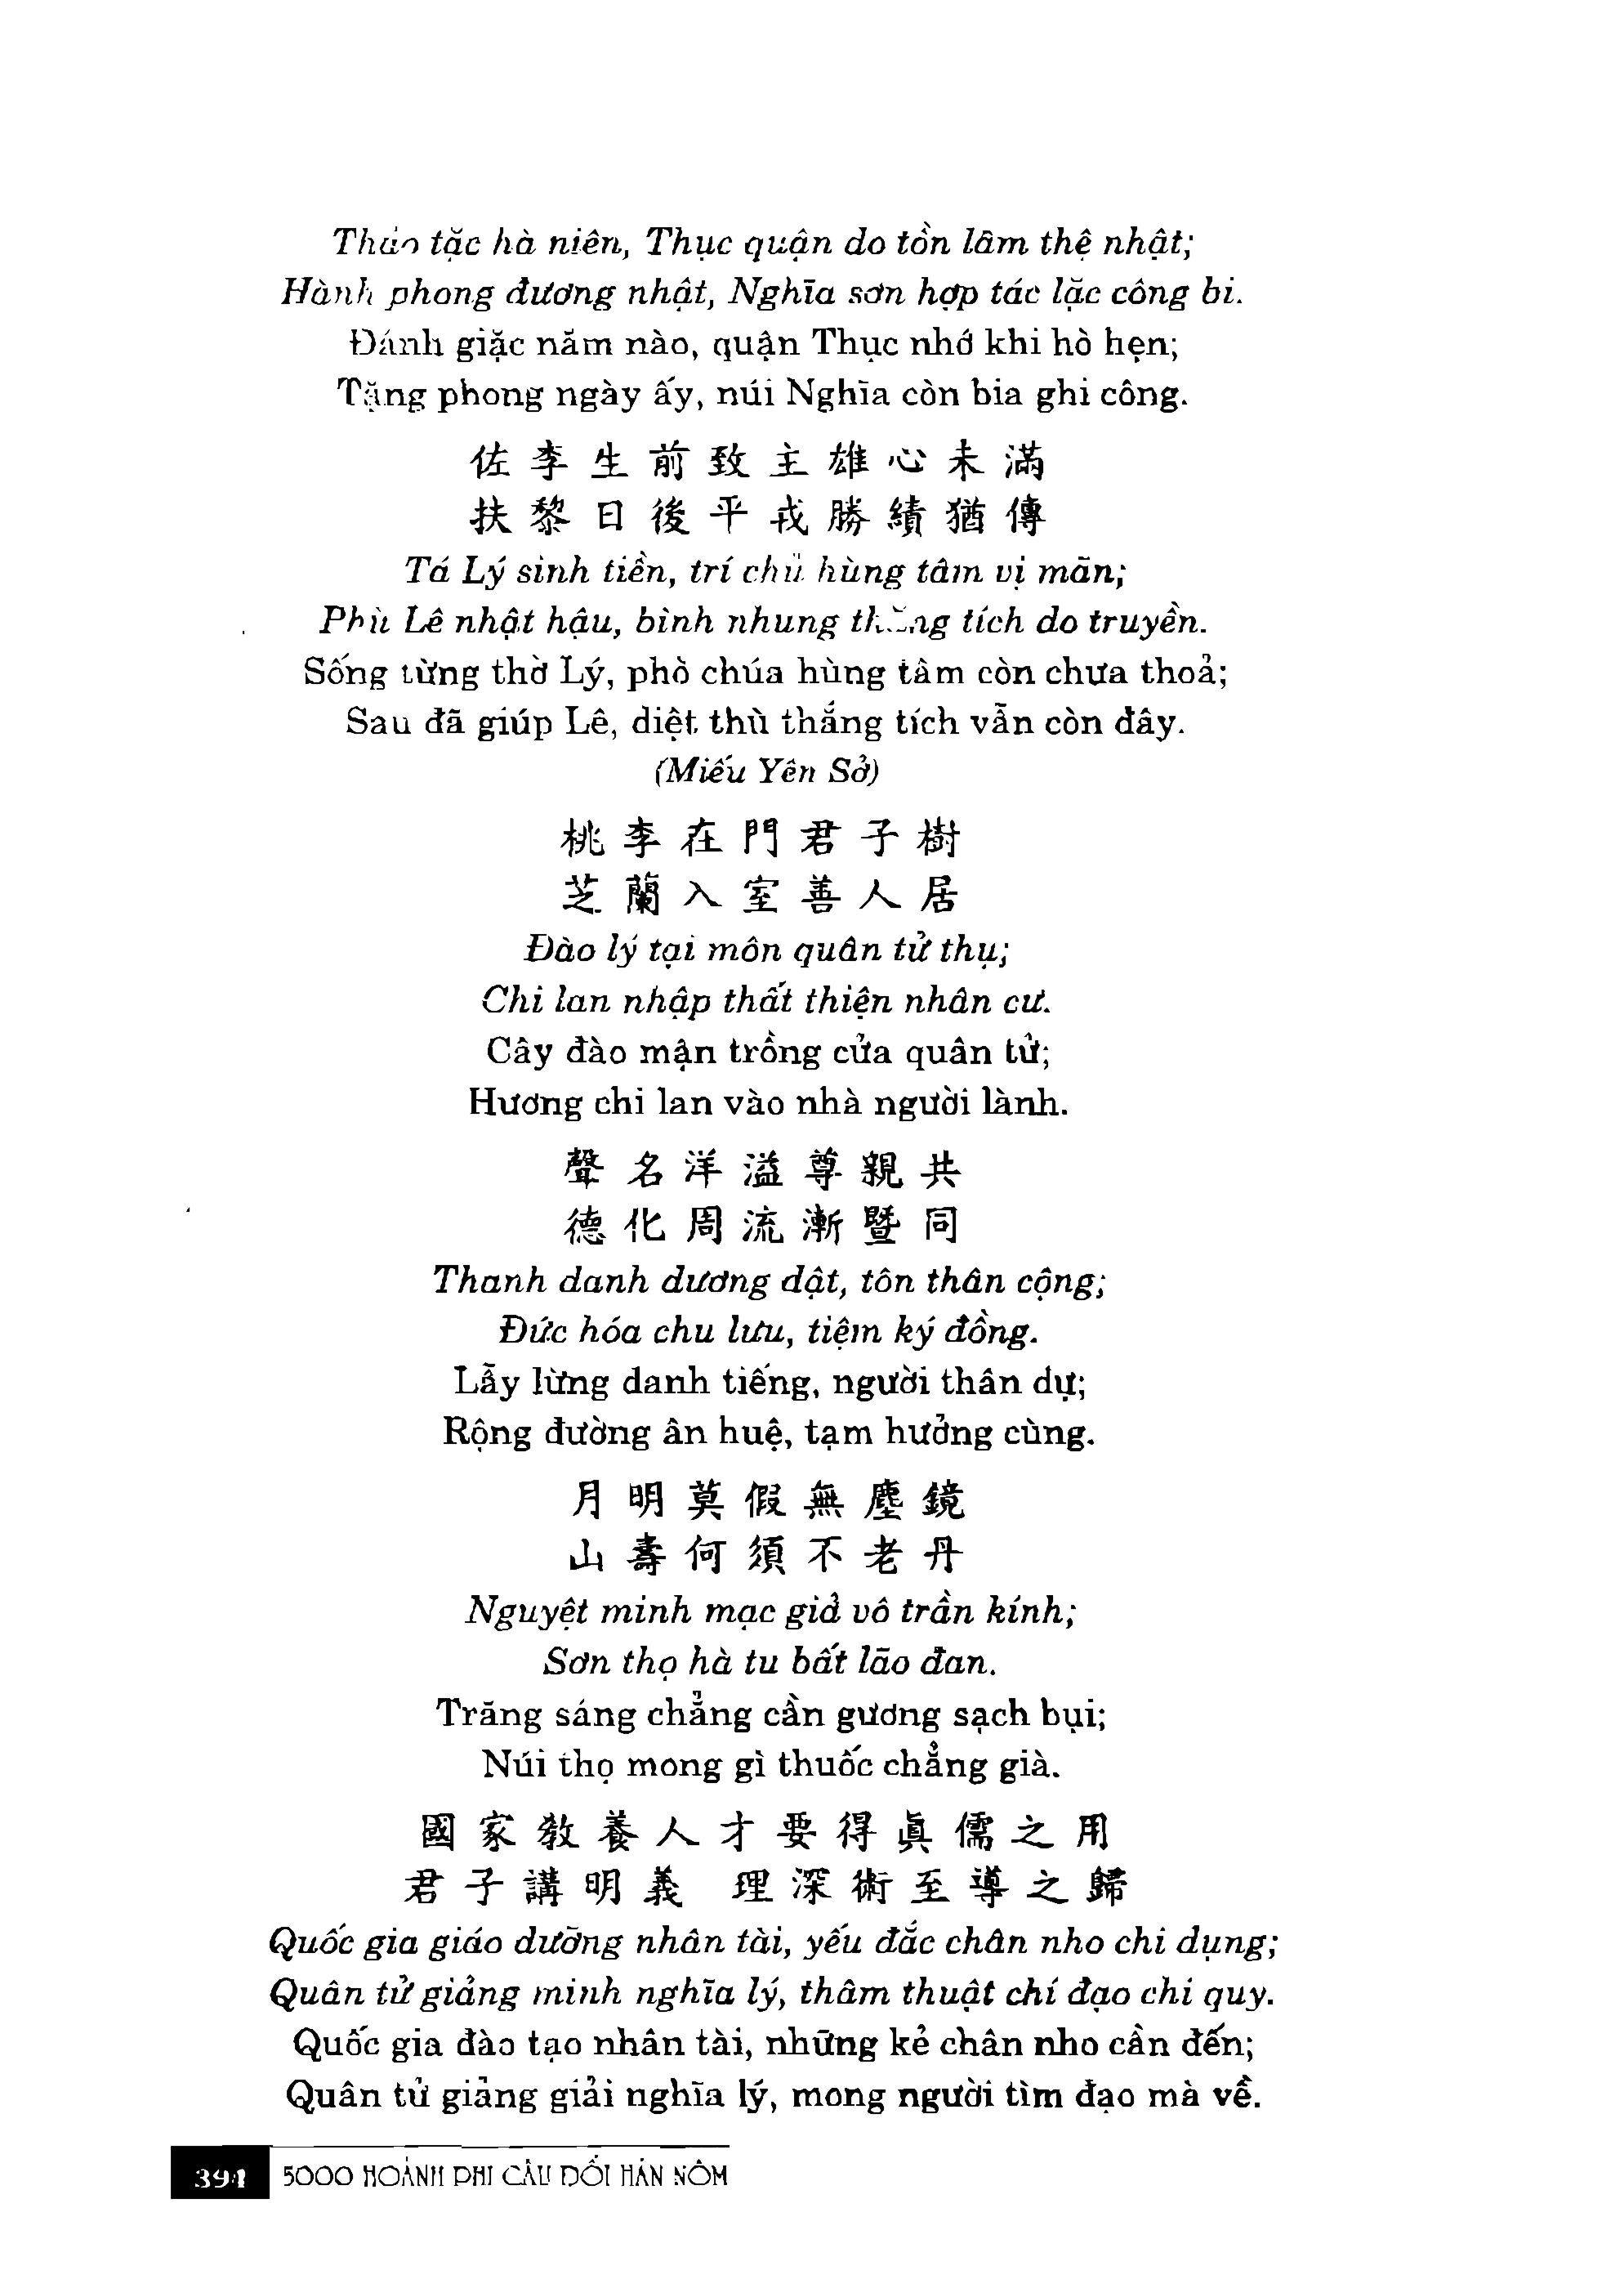 Thảo tặc hà niên, Thục quận do tồn lâm thệ nhật;
Hành phong đương nhật, Nghĩa sơn hợp tác lặc công bi.
Đánh giặc năm nào, quận Thục nhớ khi hò hẹn;
Tặng phong ngày ấy, núi Nghĩa còn bia ghi công.
佐李生前致主雄心未滿
扶黎日後平戎勝績猶傳
Tá Lý sinh tiền, trí chủ hùng tâm vị mãn;
Phù Lê nhật hậu, bình nhung thắng tích do truyền.
Sống từng thờ Lý, phò chúa hùng tâm còn chưa thoả;
Sau đã giúp Lê, diệt thù thắng tích vẫn còn đây.
(Miếu Yên Sở)
桃李在門君子樹
芝蘭入室善人居
Đào lý tại môn quân tử thụ;
Chi lan nhập thất thiện nhân cư.
Cây đào mận trồng cửa quân tử;
Hương chi lan vào nhà người lành.
聲名洋溢尊親共
德化周流漸暨同
Thanh danh dương dật, tôn thân cộng;
Đức hóa chu lưu, tiệm ký đồng.
Lẫy lừng danh tiếng, người thân dự;
Rộng đường ân huệ, tạm hưởng cùng.
月明莫假無塵鏡
山壽何須不老丹
Nguyệt minh mạc giả vô trần kính;
Sơn thọ hà tu bất lão đan.
Trăng sáng chẳng cần gương sạch bụi;
Núi thọ mong gì thuốc chẳng già.
國家教養人才要得眞儒之用
君子講明義 理深術至導之歸
Quốc gia giáo dưỡng nhân tài, yếu đắc chân nho chi dụng;
Quân tử giảng minh nghĩa lý, thâm thuật chí đạo chi quy.
Quốc gia đào tạo nhân tài, những kẻ chân nho cần đến;
Quân tử giảng giải nghĩa lý, mong người tìm đạo mà về.
394 5000 HOÀNH PHI CÂU ĐỐI HÁN NÔM